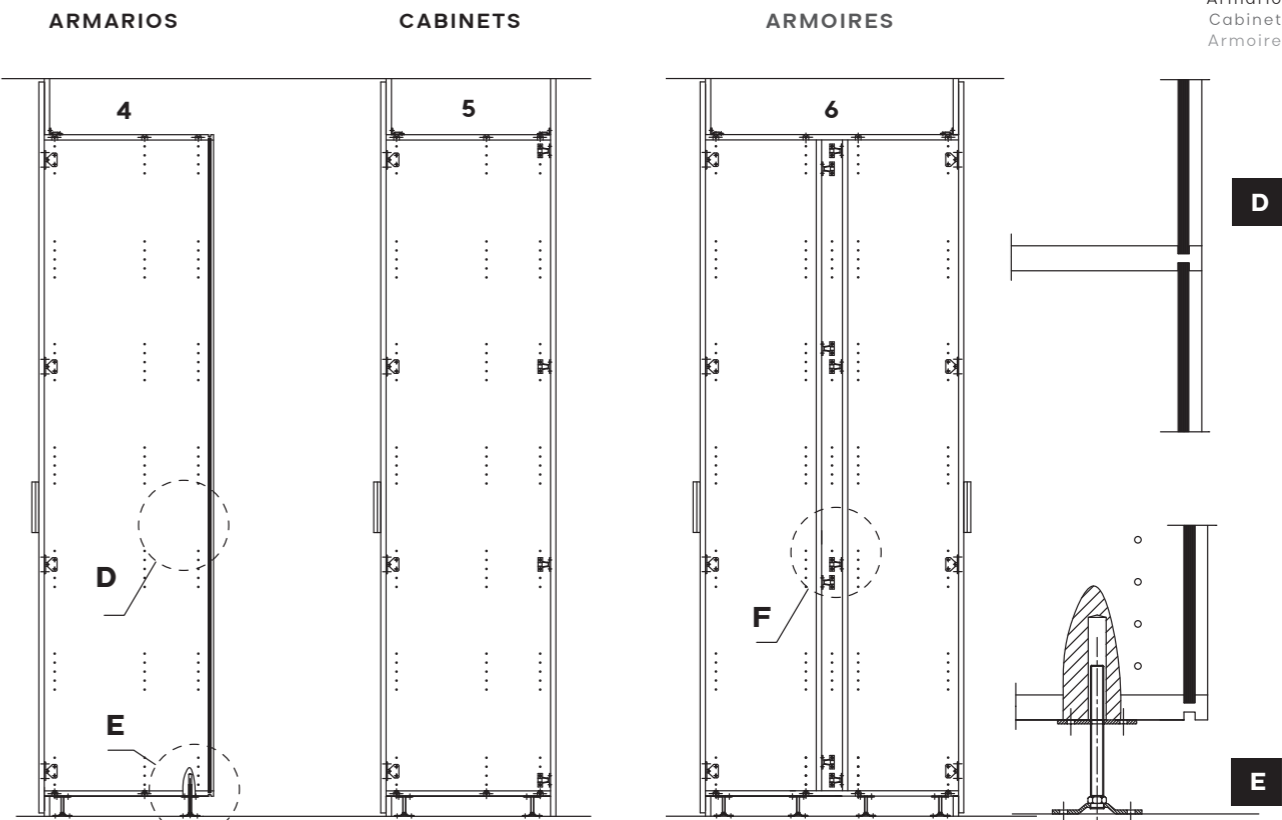 ARMARIOS CABINETS ARMOIRES
Armario
Cabinet
Armoire
4 5 6
D
D
F
E
E